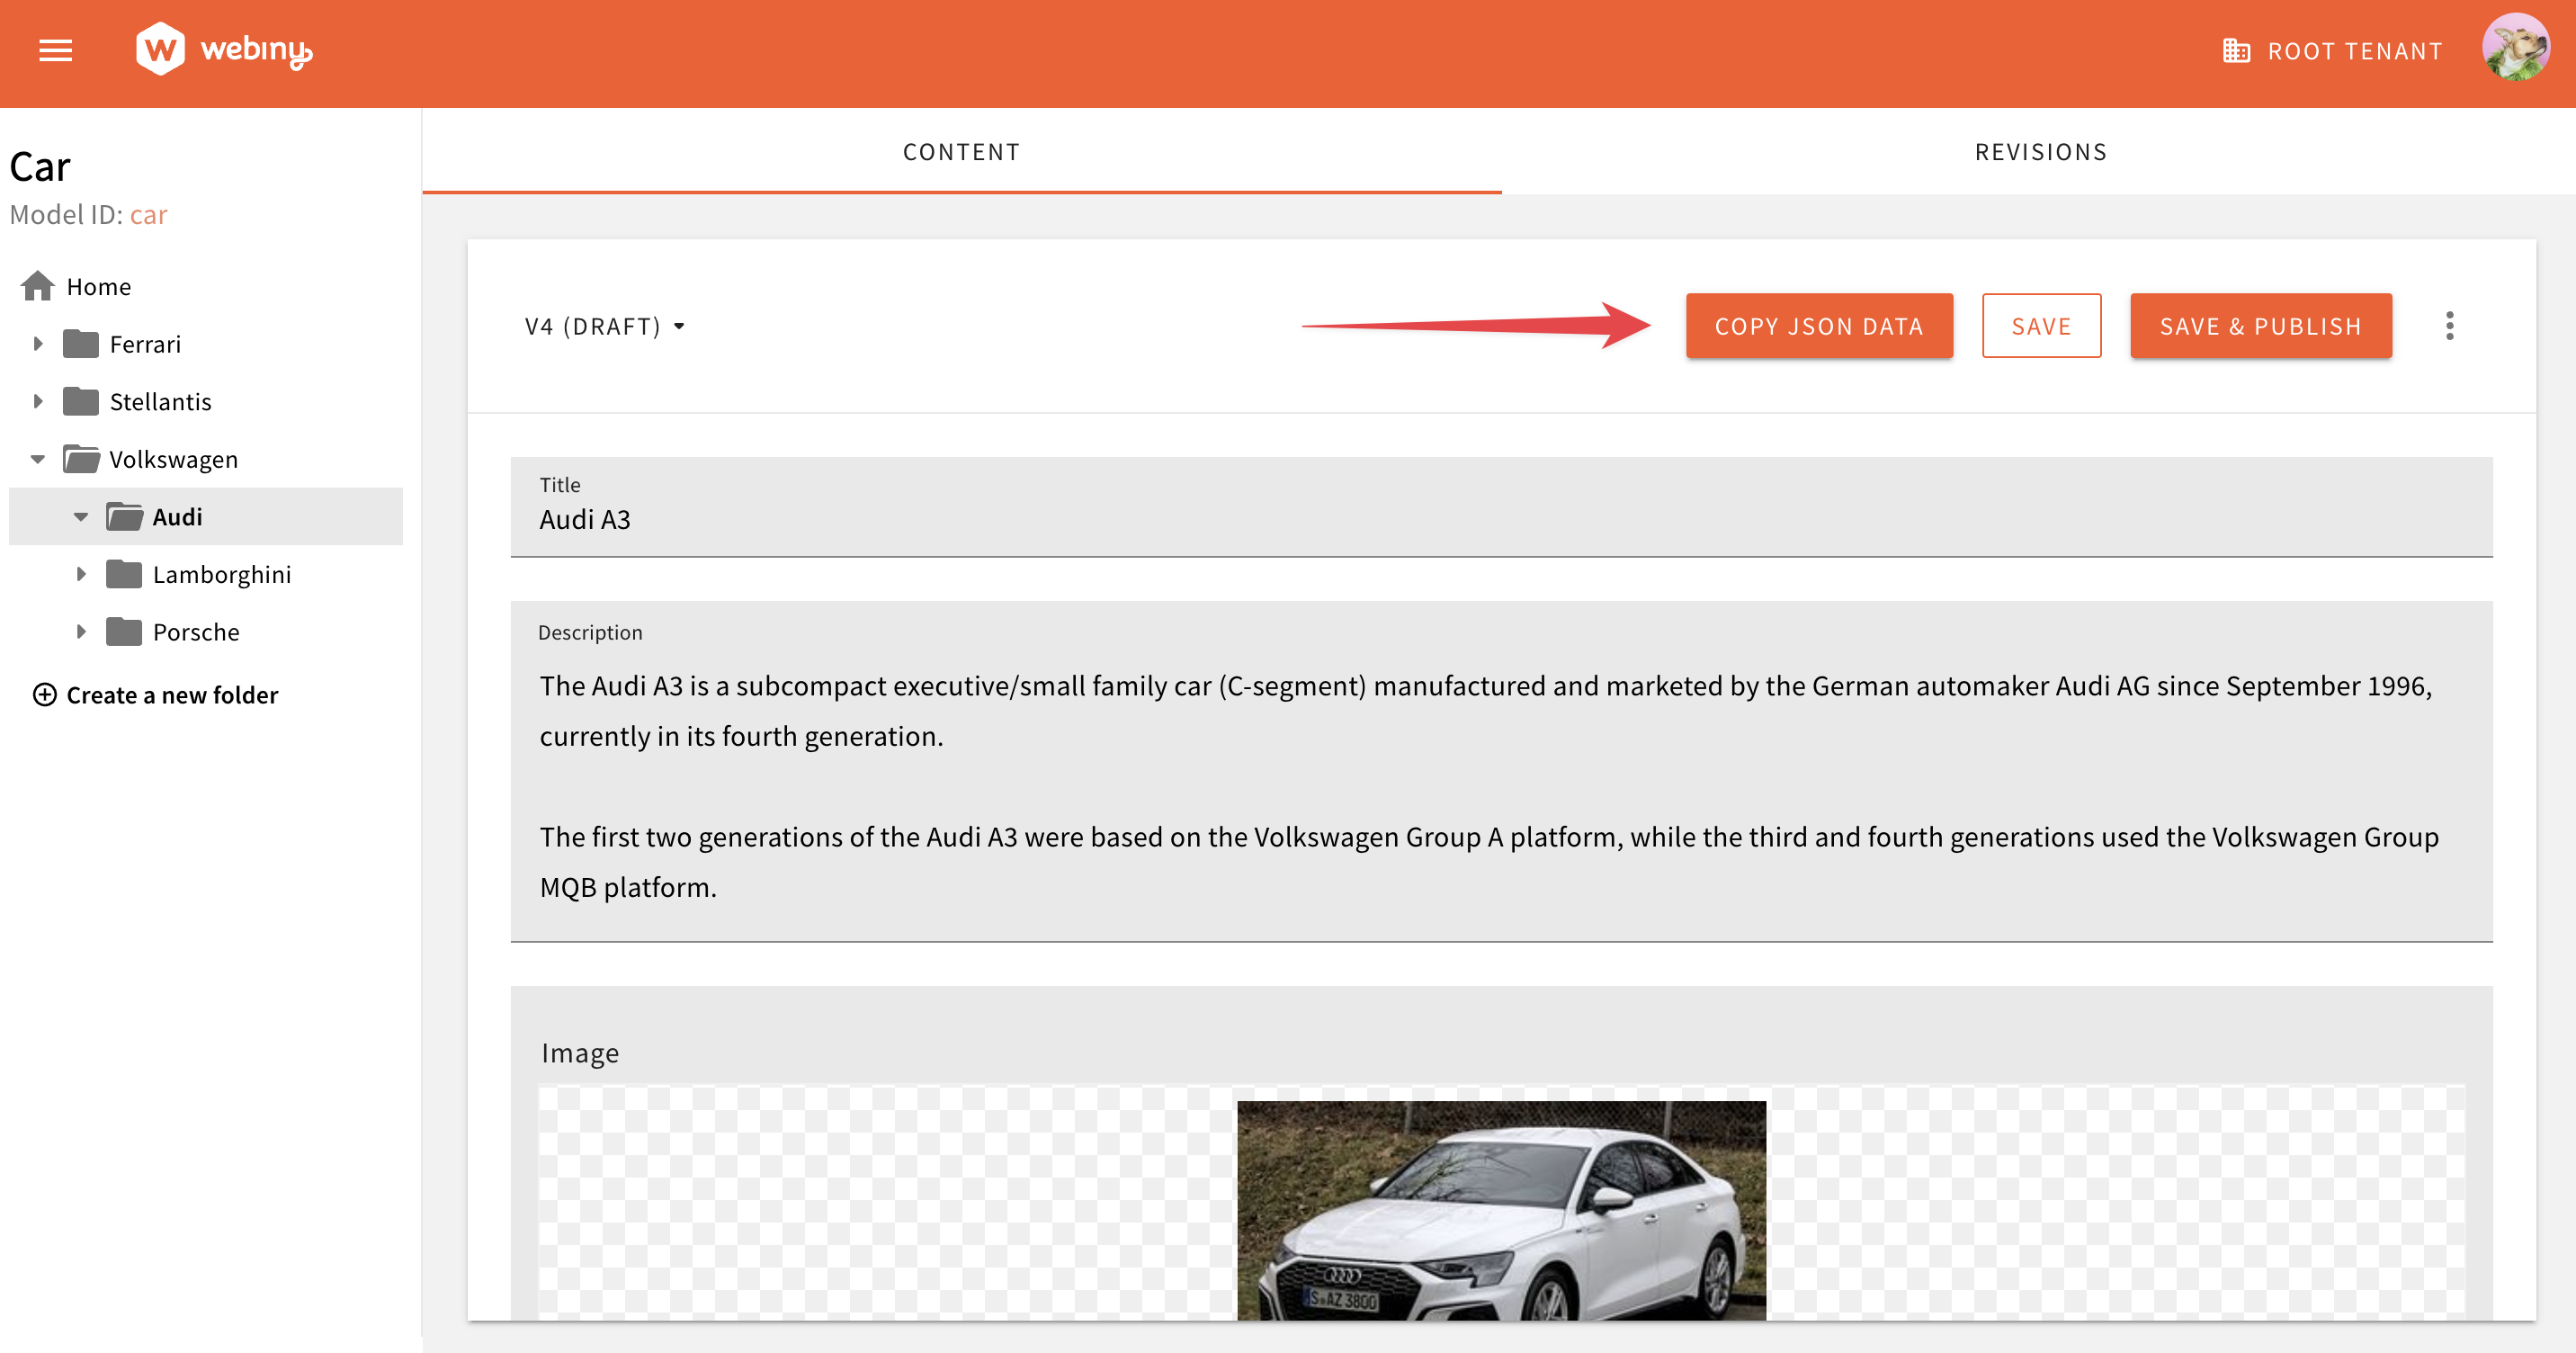 webiny
ROOT TENANT
Car
Model ID: car
Home
Ferrari
Stellantis
Volkswagen
Audi
Lamborghini
Porsche
Create a new folder
CONTENT
REVISIONS
V4 (DRAFT)
COPY JSON DATA
SAVE
SAVE & PUBLISH
Title
Audi A3
Description
The Audi A3 is a subcompact executive/small family car (C-segment) manufactured and marketed by the German automaker Audi AG since September 1996,
currently in its fourth generation.
The first two generations of the Audi A3 were based on the Volkswagen Group A platform, while the third and fourth generations used the Volkswagen Group
MQB platform.
Image
S AZ 3800